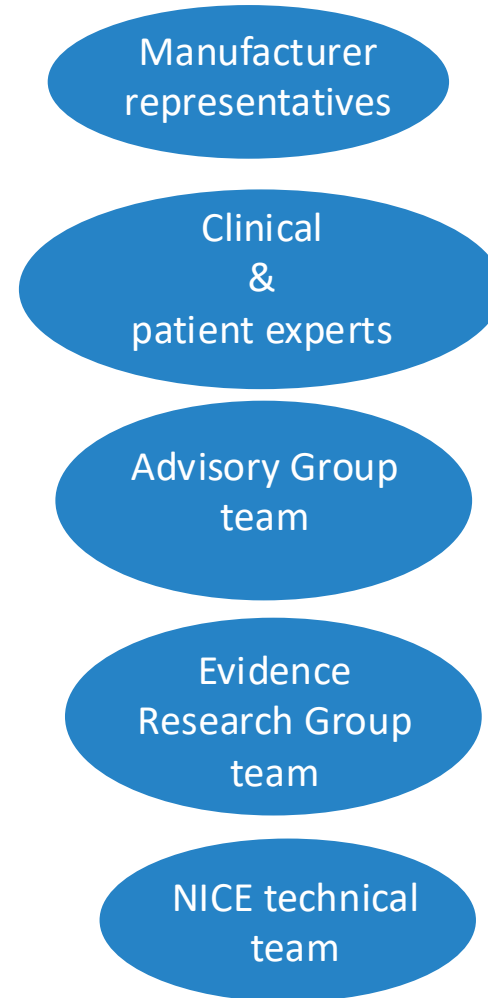 Manufacturer
representatives
Clinical
&
patient experts
Advisory Group
team
Evidence
Research Group
team
NICE technical
team